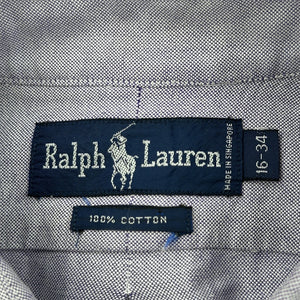 Ralph Lauren
MADE IN SINGAPORE
16-34
100% COTTON